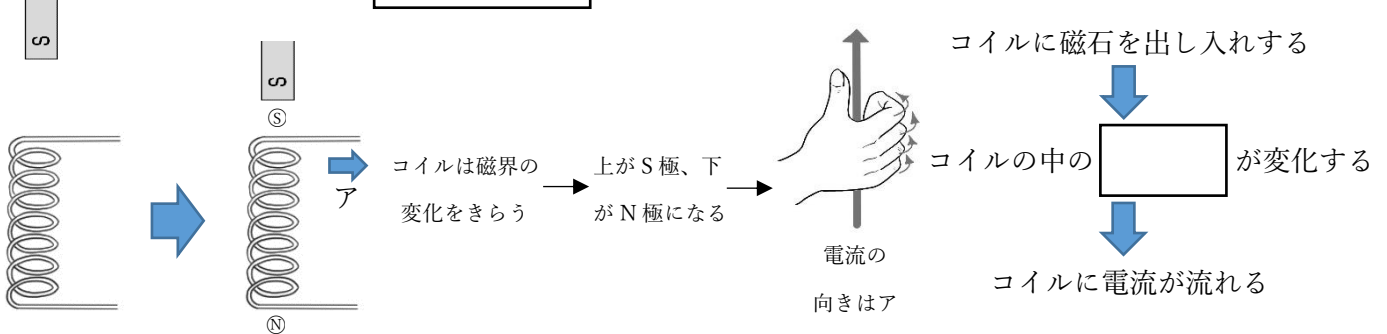 S
S
Ⓢ
ア
Ⓝ
コイルは磁界の
変化をきらう
上が S 極、下
が N 極になる
電流の
向きはア
コイルに磁石を出し入れする
コイルの中の
が変化する
コイルに電流が流れる